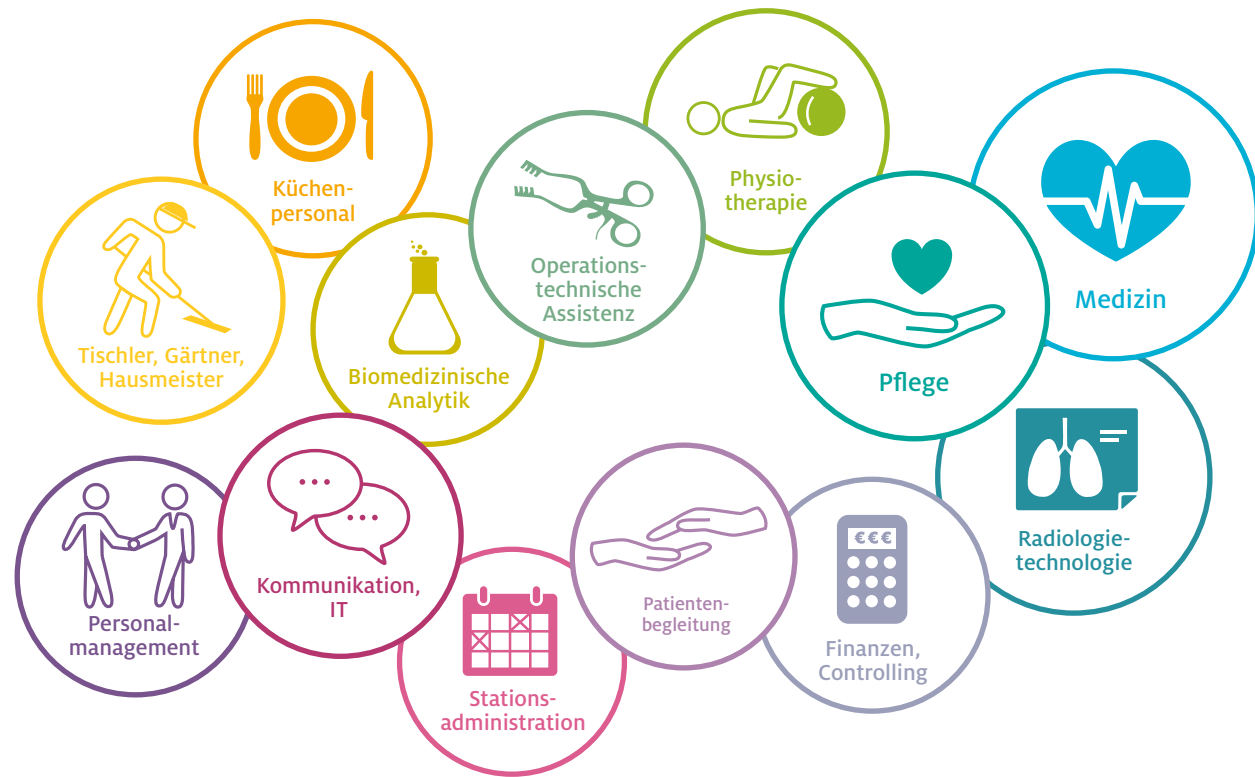 Küchen-
personal
Physio-
therapie
Operations-
technische
Assistenz
Medizin
Tischler, Gärtner,
Hausmeister
Biomedizinische
Analytik
Pflege
Personal-
management
Kommunikation,
IT
Stations-
administration
Patienten-
begleitung
€€€
Finanzen,
Controlling
Radiologie-
technologie